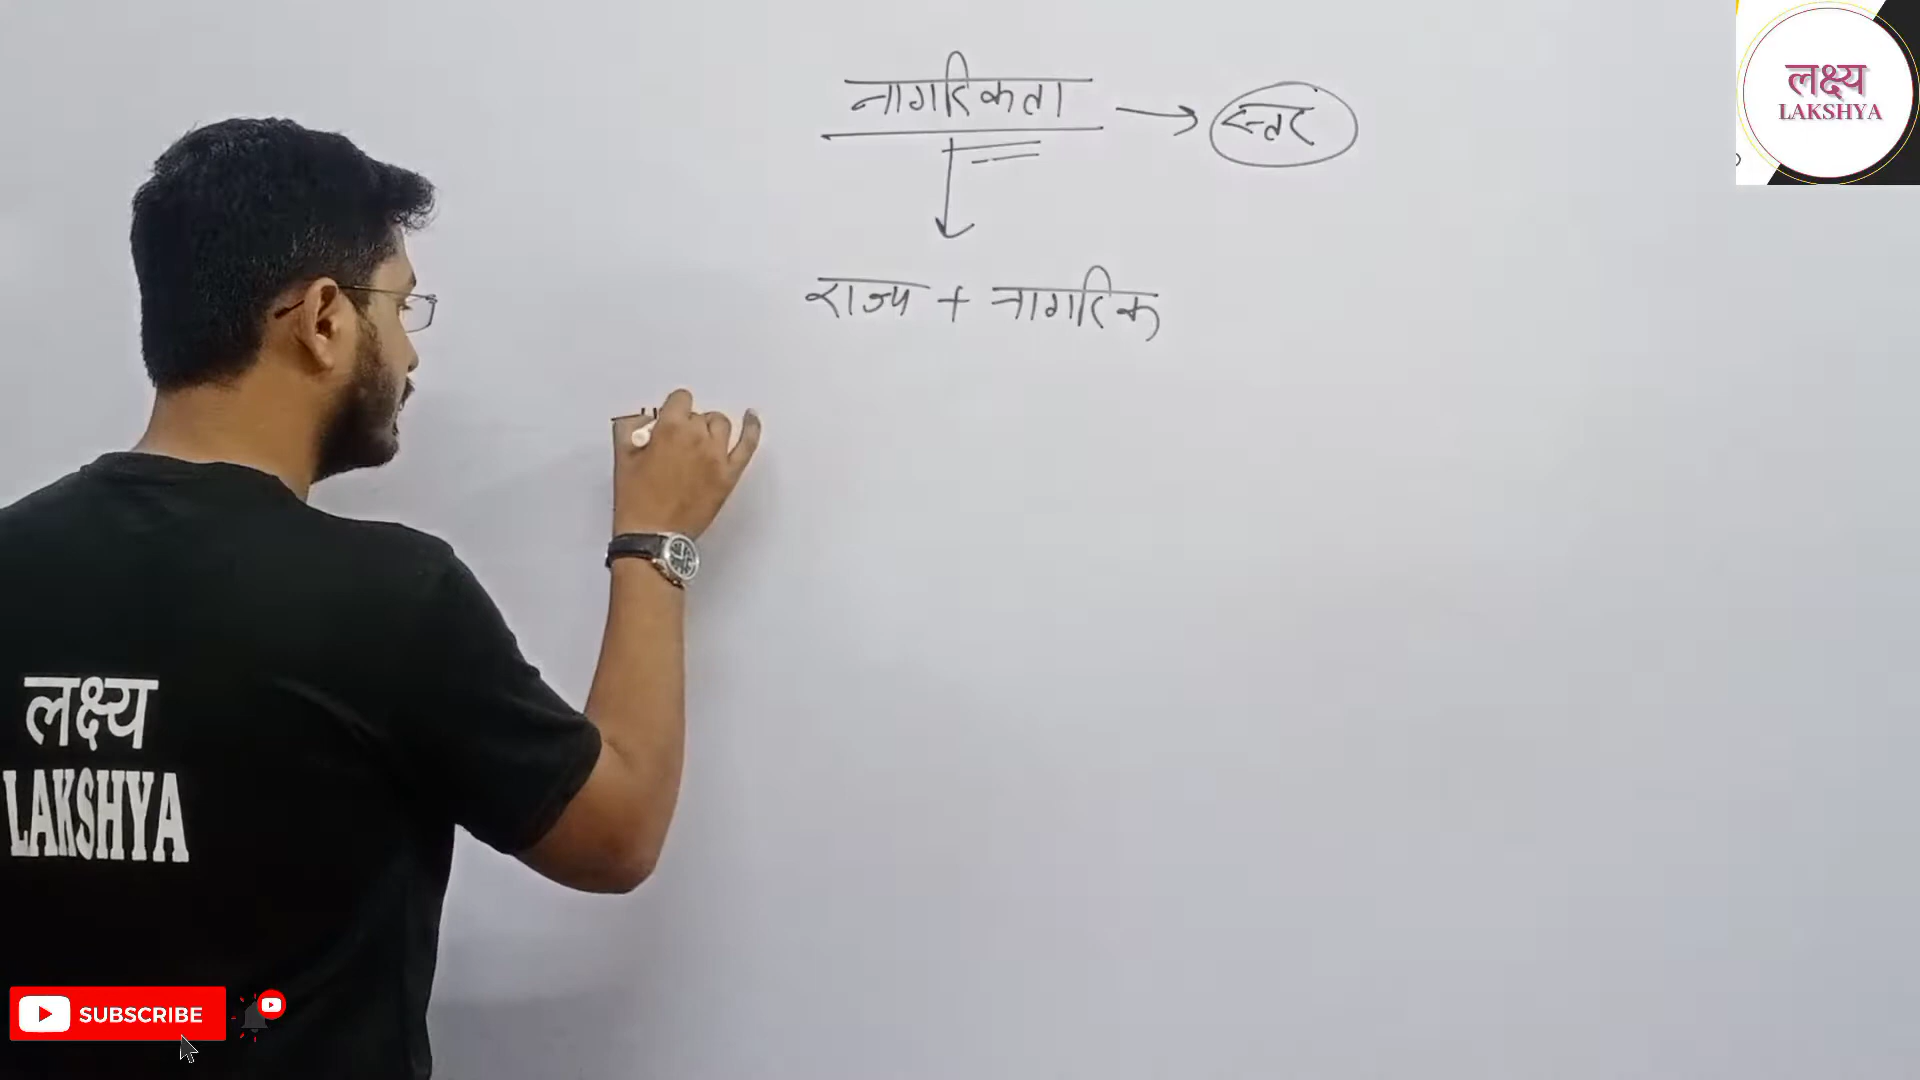 नागरिकता → स्तर
राज्य + नागरिक
लक्ष्य
LAKSHYA
लक्ष्य
LAKSHYA
SUBSCRIBE